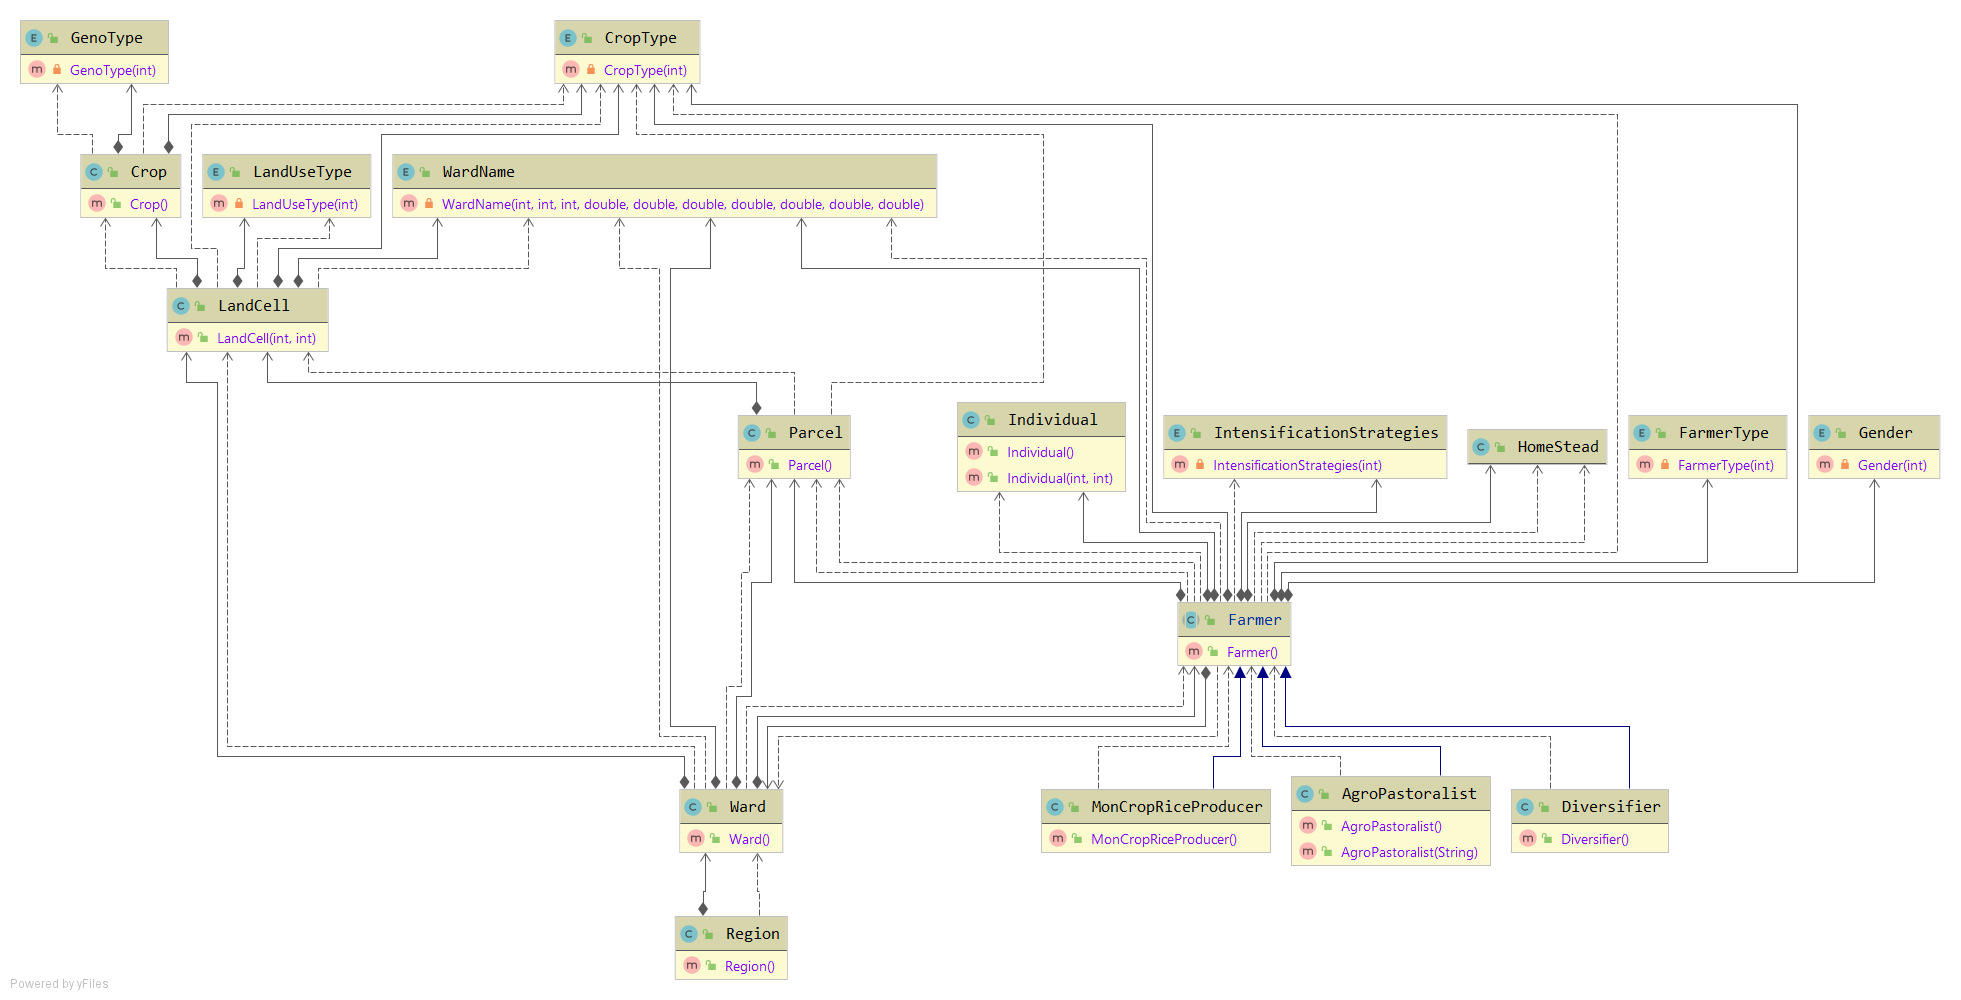 GenoType
GenoType(int)
CropType
CropType(int)
Crop
Crop()
LandUseType
LandUseType(int)
WardName
WardName(int, int, int, double, double, double, double, double, double, double)
LandCell
LandCell(int, int)
Parcel
Parcel()
Individual
Individual()
Individual(int, int)
IntensificationStrategies
IntensificationStrategies(int)
HomeStead
FarmerType
FarmerType(int)
Gender
Gender(int)
Farmer
Farmer()
Ward
Ward()
MonCropRiceProducer
MonCropRiceProducer()
AgroPastoralist
AgroPastoralist()
AgroPastoralist(String)
Diversifier
Diversifier()
Region
Region()
Powered by yFiles